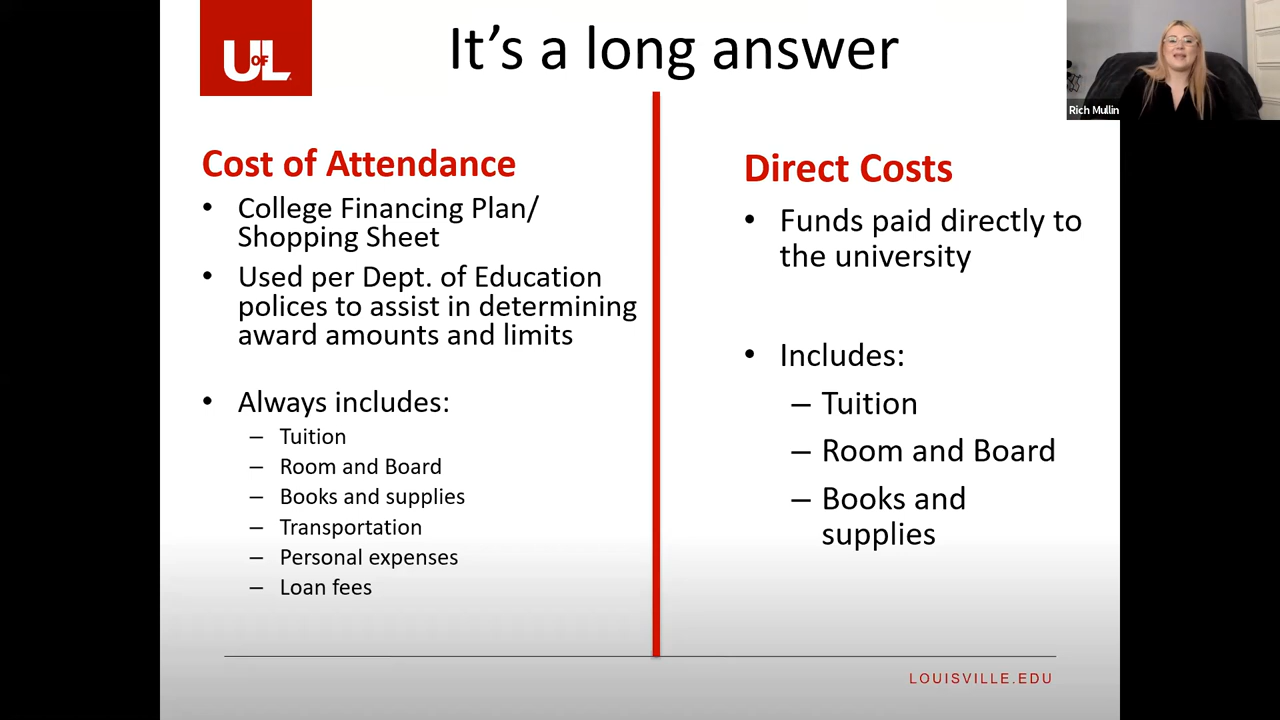 UofL
It's a long answer
Rich Mullin
Cost of Attendance
• College Financing Plan/
Shopping Sheet
• Used per Dept. of Education
polices to assist in determining
award amounts and limits
• Always includes:
– Tuition
– Room and Board
– Books and supplies
– Transportation
– Personal expenses
– Loan fees
Direct Costs
• Funds paid directly to
the university
• Includes:
– Tuition
– Room and Board
– Books and
supplies
LOUISVILLE.EDU